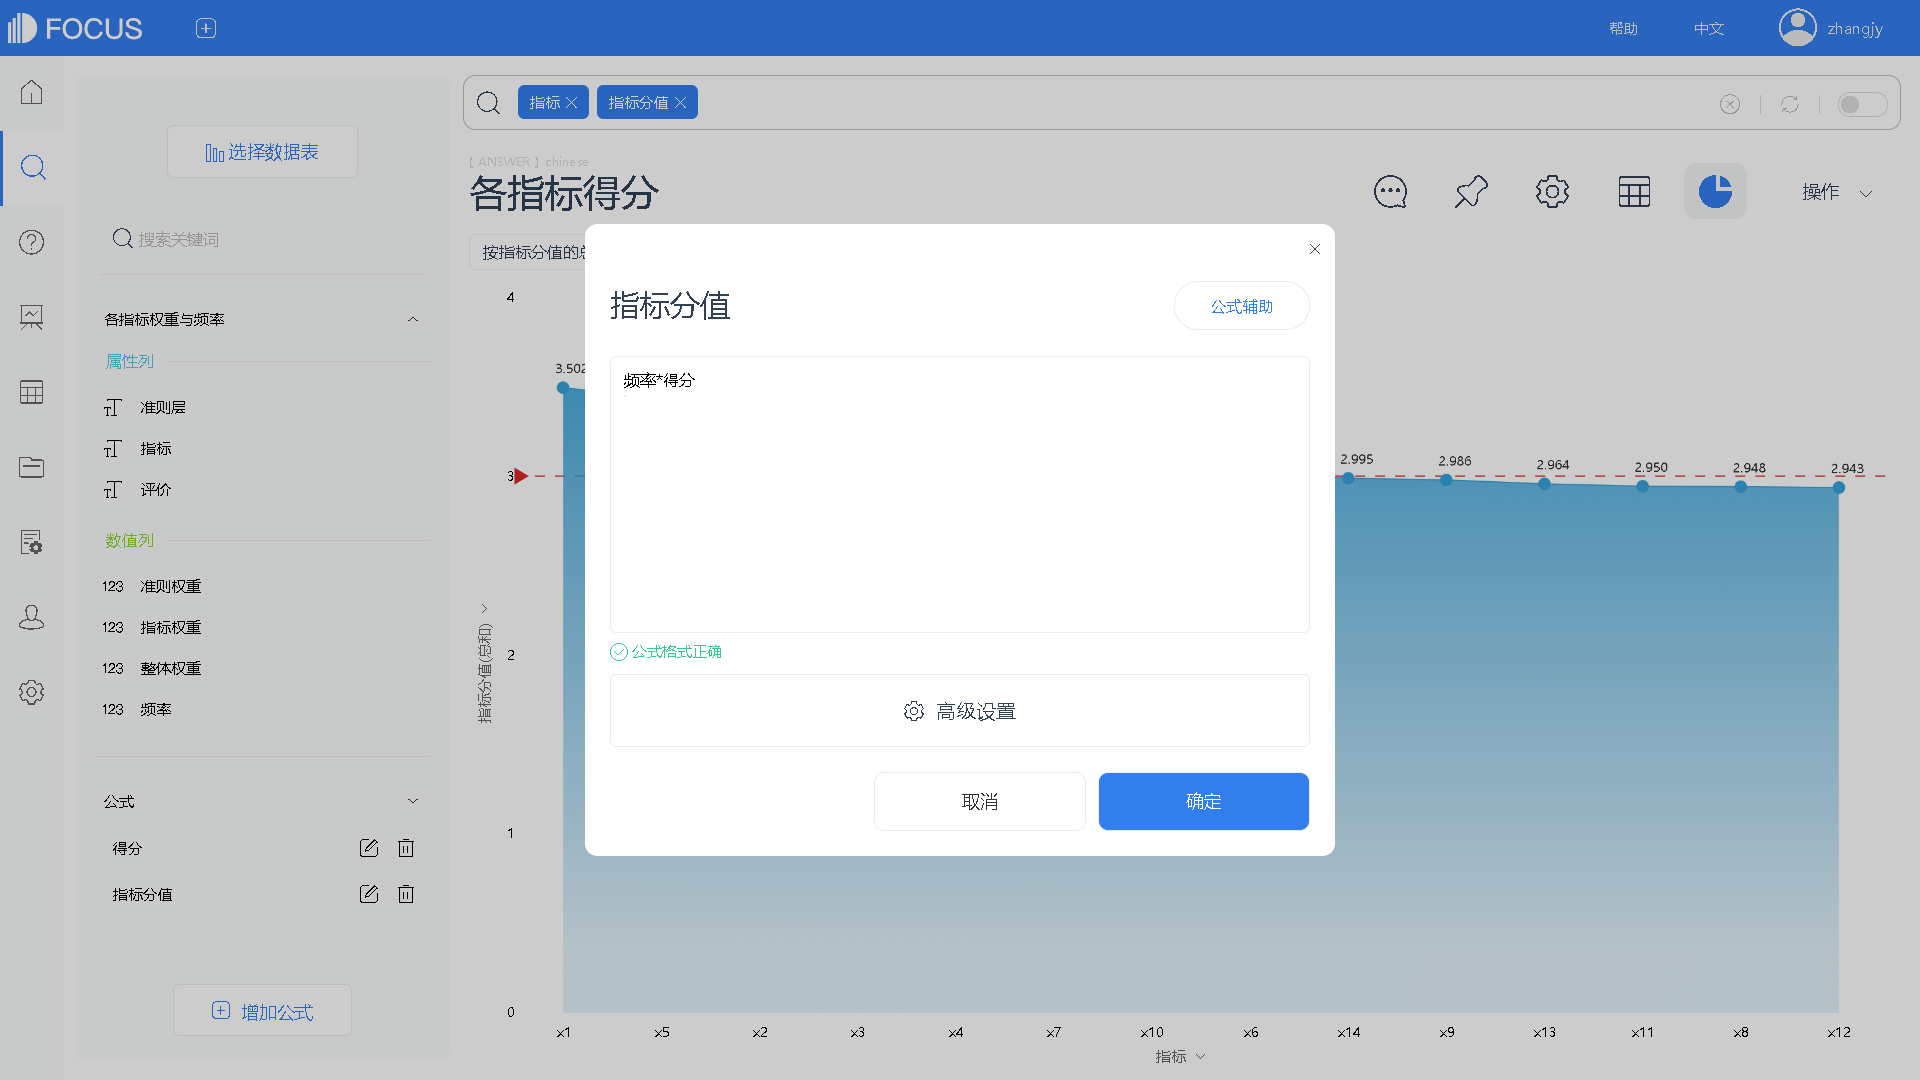 FOCUS
帮助
中文
zhangjy
选择数据表
搜索关键词
各指标权重与频率
属性列
准则层
指标
评价
数值列
123 准则权重
123 指标权重
123 整体权重
123 频率
公式
得分
指标分值
增加公式
指标
指标分值
【 ANSWER 】 chinese
各指标得分
操作
按指标分值的
指标分值
公式辅助
频率*得分
公式格式正确
高级设置
取消
确定
4
3
2
1
0
指标分值(总和)
3.502
2.995
2.986
2.964
2.950
2.948
2.943
x1 x5 x2 x3 x4 x7 x10 x6 x14 x9 x13 x11 x8 x12
指标